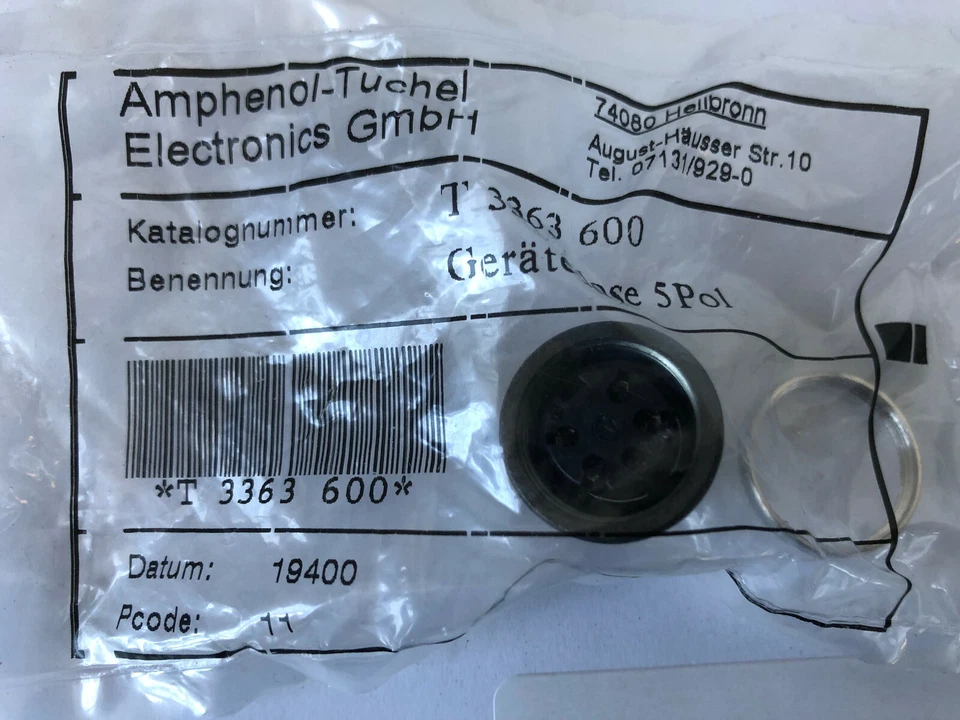 Amphenol-Tuchel
Electronics GmbH
74080 Heilbronn
August-Häusser Str.10
Tel. 07131/929-0
Katalognummer: T 3363 600
Benennung: 5Pol
*T 3363 600*
Datum: 19400
Pcode: 11